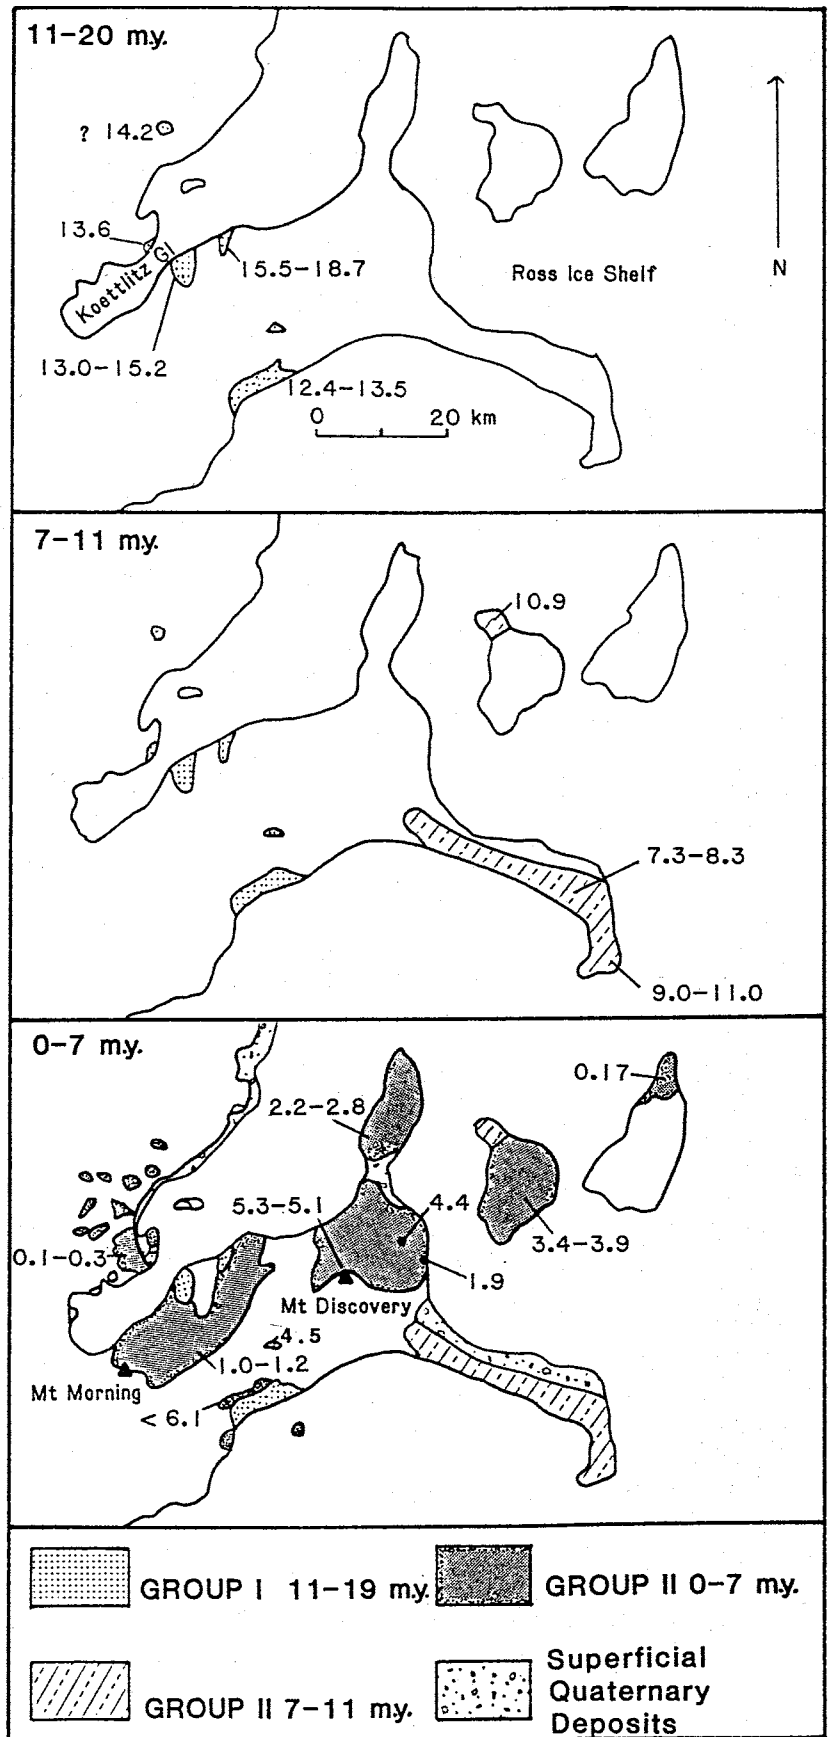 11-20 m.y.
? 14.2
13.6
Koettlitz Gl
15.5-18.7
Ross Ice Shelf
N
13.0-15.2
12.4-13.5
0 20 km
7-11 m.y.
10.9
7.3-8.3
9.0-11.0
0-7 m.y.
0.17
2.2-2.8
5.3-5.1
4.4
0.1-0.3
3.4-3.9
1.9
Mt Discovery
4.5
1.0-1.2
Mt Morning
< 6.1
GROUP I 11-19 m.y.
GROUP II 0-7 m.y.
GROUP II 7-11 m.y.
Superficial
Quaternary
Deposits